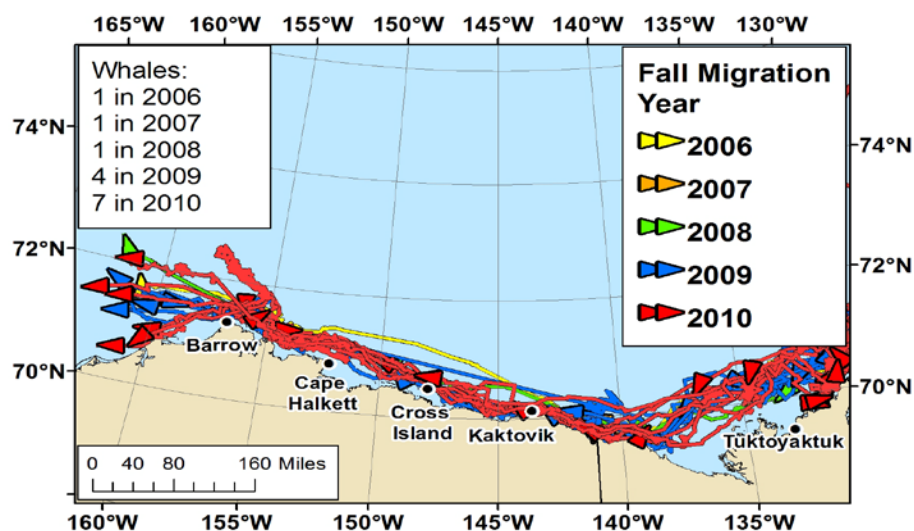 165°W 160°W 155°W 150°W 145°W 140°W 135°W 130°W
Whales:
1 in 2006
1 in 2007
1 in 2008
4 in 2009
7 in 2010
Fall Migration
Year
2006
2007
2008
2009
2010
74°N
74°N
72°N
72°N
70°N
70°N
Barrow
Cape
Halkett
Cross
Island
Kaktovik
Tuktoyaktuk
0 40 80 160 Miles
160°W 155°W 150°W 145°W 140°W 135°W